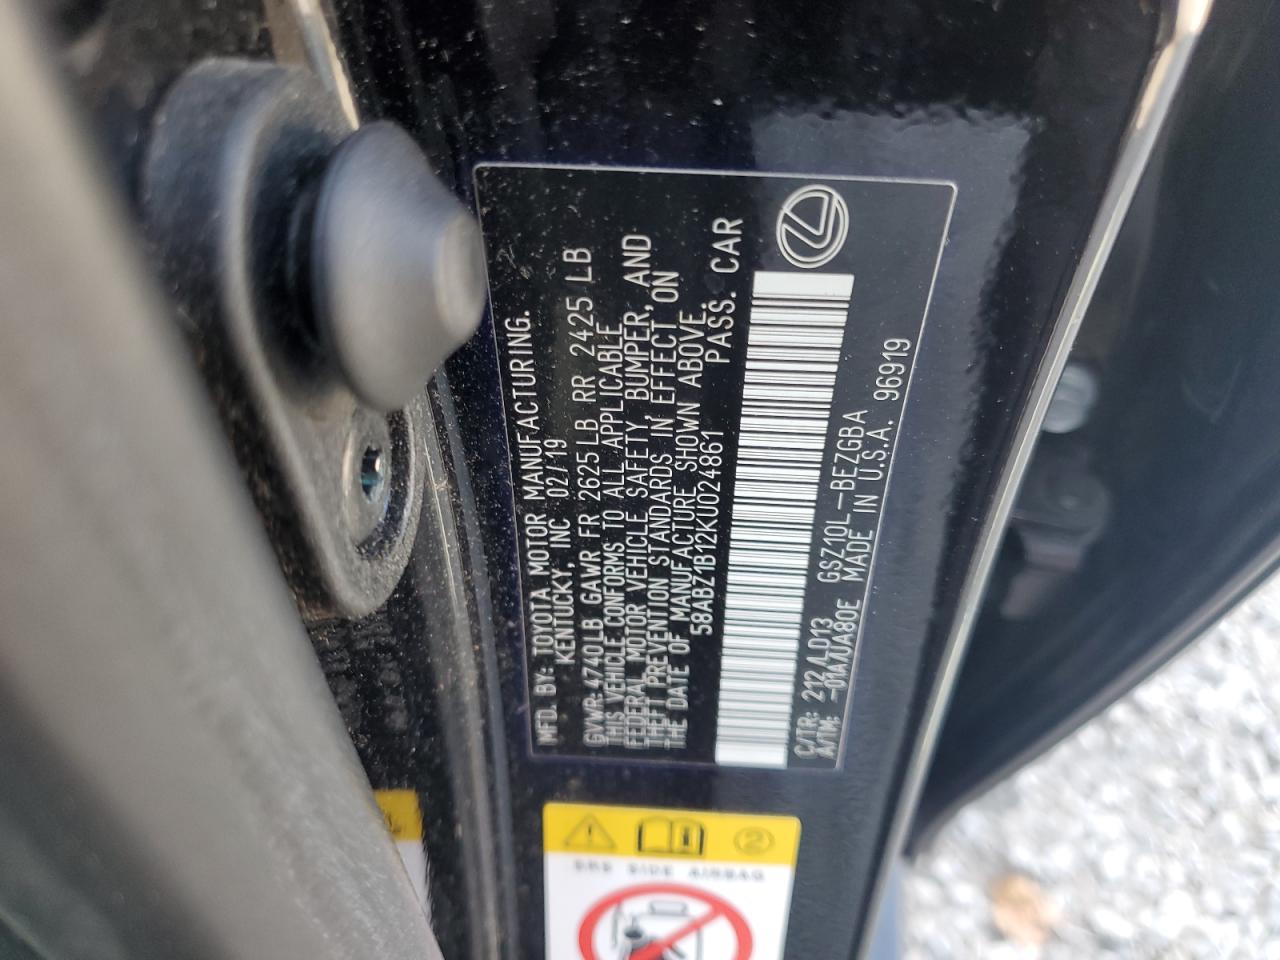 MFD. BY: TOYOTA MOTOR MANUFACTURING.
KENTUCKY, INC 02/19
GVWR: 4740LB GAWR FR 2625LB RR 2425 LB
THIS VEHICLE CONFORMS TO ALL APPLICABLE
FEDERAL MOTOR VEHICLE SAFETY, BUMPER, AND
THEFT PREVENTION STANDARDS IN EFFECT ON
THE DATE OF MANUFACTURE SHOWN ABOVE.
58ABZ1B12KU024861 PASS. CAR
C/TR: 212/LD13 GSZ10L-BEZGBA
A/TM: -01A/UA80E MADE IN U.S.A. 96919
2
SRS SIDE AIRBAG